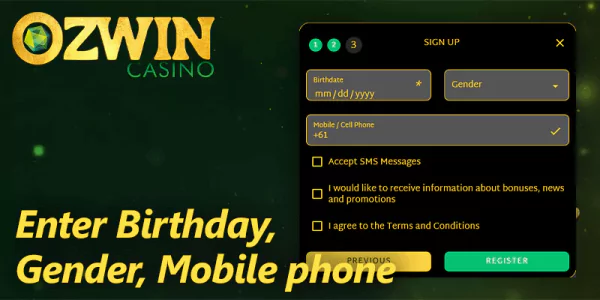 OZWIN
CASINO
1 2 3
SIGN UP
Birthdate
mm/dd/yyyy *
Gender
Mobile / Cell Phone
+61
Accept SMS Messages
I would like to receive information about bonuses, news
and promotions
I agree to the Terms and Conditions
PREVIOUS
REGISTER
Enter Birthday,
Gender, Mobile phone